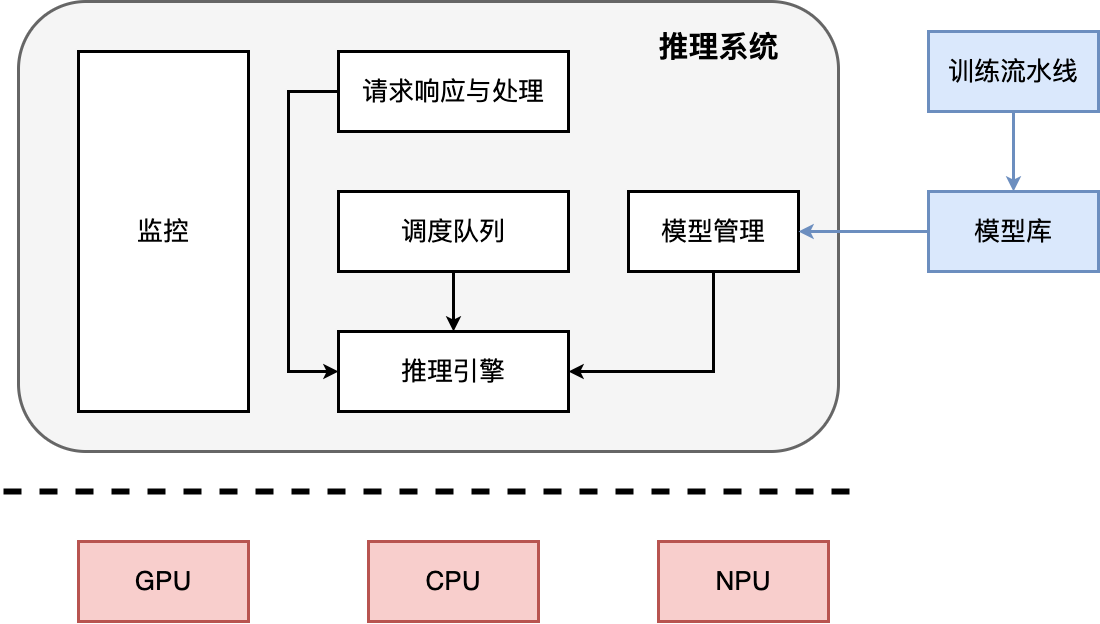 推理系统
请求响应与处理
训练流水线
监控
调度队列
模型管理
模型库
推理引擎
GPU
CPU
NPU